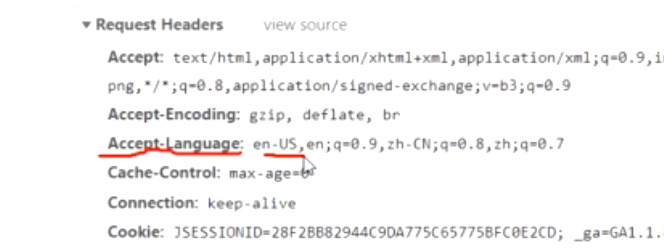 ▼ Request Headers view source
Accept: text/html,application/xhtml+xml,application/xml;q=0.9,i
png,*/*;q=0.8,application/signed-exchange;v=b3;q=0.9
Accept-Encoding: gzip, deflate, br
Accept-Language: en-US,en;q=0.9,zh-CN;q=0.8,zh;q=0.7
Cache-Control: max-age=0
Connection: keep-alive
Cookie: JSESSIONID=28F2BB82944C9DA775C65775BFC0E2CD; _ga=GA1.1.